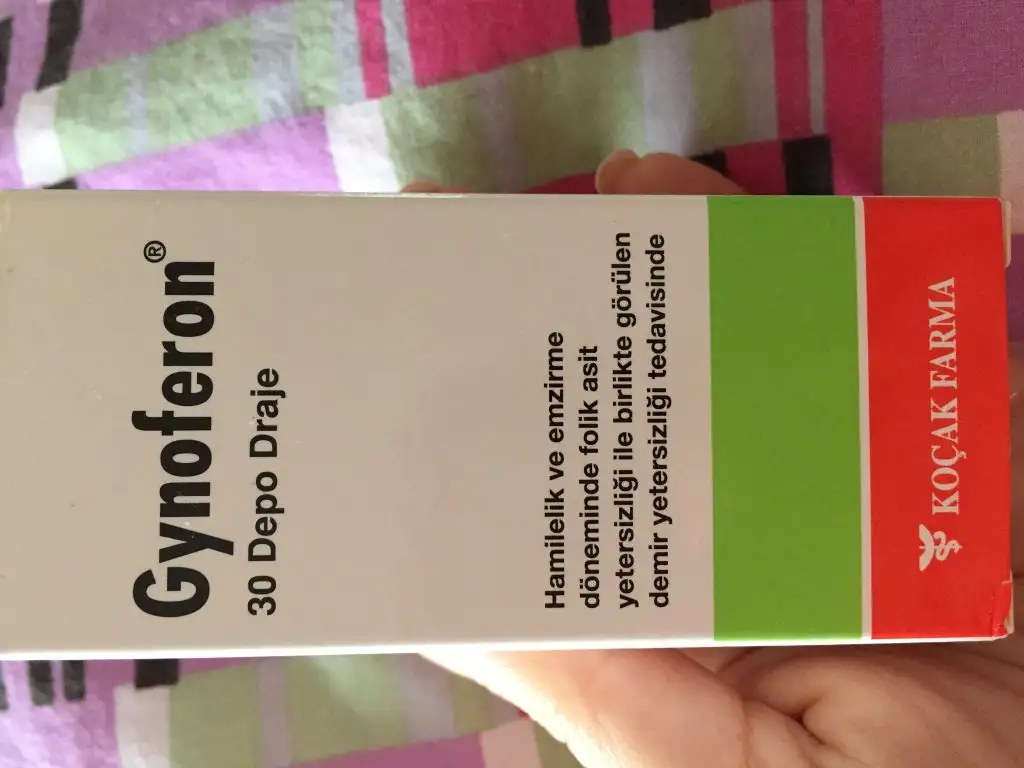 Gynoferon®
30 Depo Draje
Hamilelik ve emzirme
döneminde folik asit
yetersizliği ile birlikte görülen
demir yetersizliği tedavisinde
KOÇAK FARMA